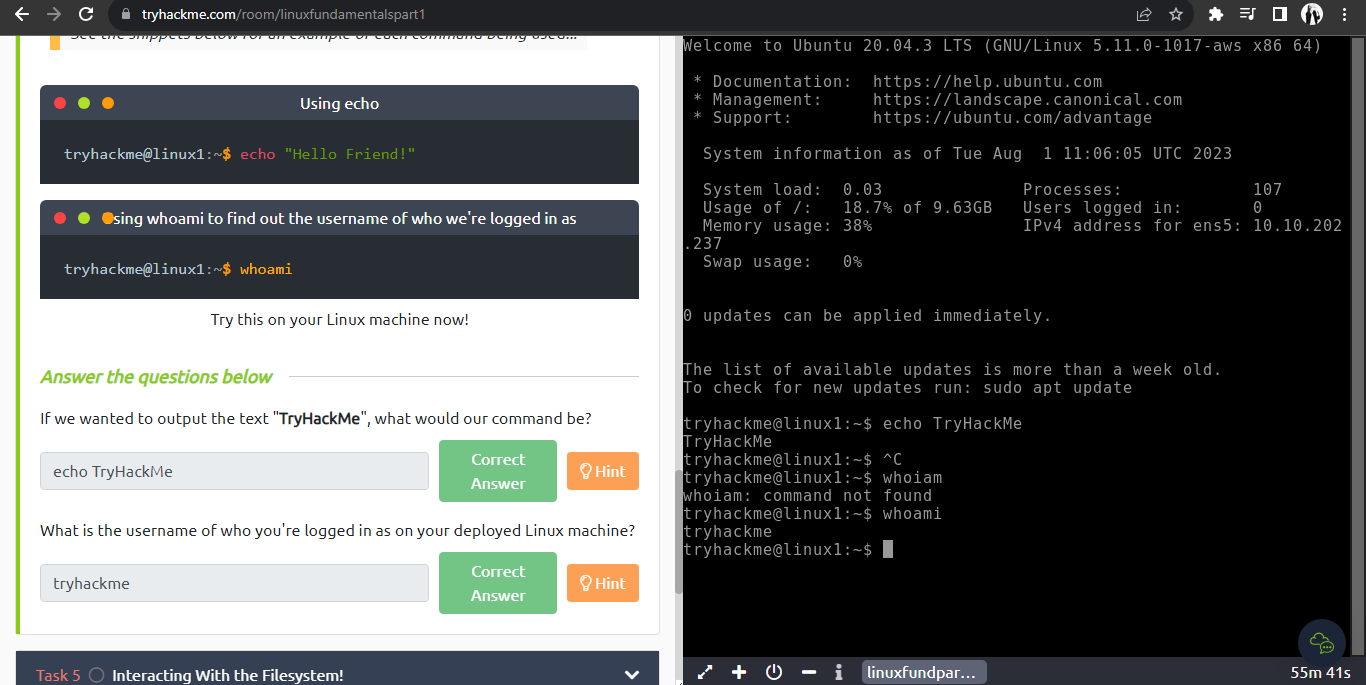 tryhackme.com/room/linuxfundamentalspart1
See the snippets below for an example of each command being used...
Using echo
tryhackme@linux1:~$ echo "Hello Friend!"
sing whoami to find out the username of who we're logged in as
tryhackme@linux1:~$ whoami
Try this on your Linux machine now!
Answer the questions below
If we wanted to output the text "TryHackMe", what would our command be?
echo TryHackMe
Correct
Answer
Hint
What is the username of who you're logged in as on your deployed Linux machine?
tryhackme
Correct
Answer
Hint
Task 5 Interacting With the Filesystem!
Welcome to Ubuntu 20.04.3 LTS (GNU/Linux 5.11.0-1017-aws x86 64)
* Documentation: https://help.ubuntu.com
* Management: https://landscape.canonical.com
* Support: https://ubuntu.com/advantage
System information as of Tue Aug 1 11:06:05 UTC 2023
System load: 0.03 Processes: 107
Usage of /: 18.7% of 9.63GB Users logged in: 0
Memory usage: 38% IPv4 address for ens5: 10.10.202
.237
Swap usage: 0%
0 updates can be applied immediately.
The list of available updates is more than a week old.
To check for new updates run: sudo apt update
tryhackme@linux1:~$ echo TryHackMe
TryHackMe
tryhackme@linux1:~$ ^C
tryhackme@linux1:~$ whoiam
whoiam: command not found
tryhackme@linux1:~$ whoami
tryhackme
tryhackme@linux1:~$
linuxfundpar...
55m 41s